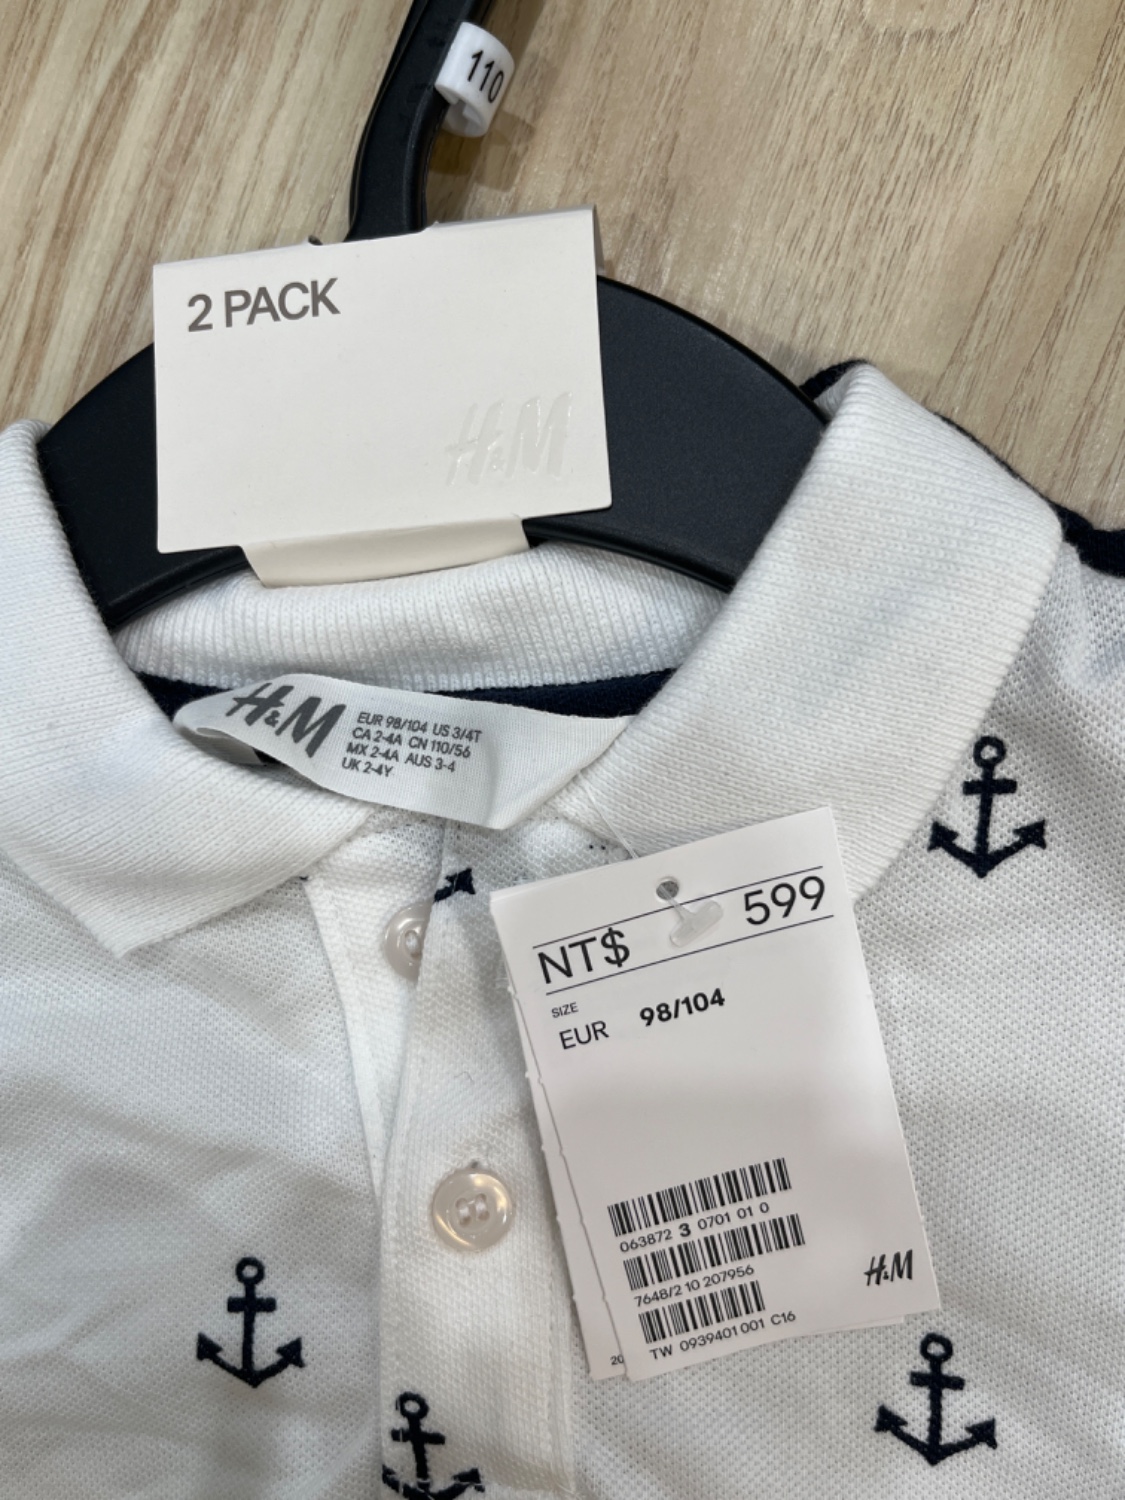 110
2 PACK
H&M
H&M
EUR 98/104 US 3/4T
CA 2-4A CN 110/56
MX 2-4A AUS 3-4
UK 2-4Y
NT$ 599
SIZE
EUR 98/104
063872 3 0701 01 0
7648/2 10 207956
H&M
TW 0939401 001 C16
20